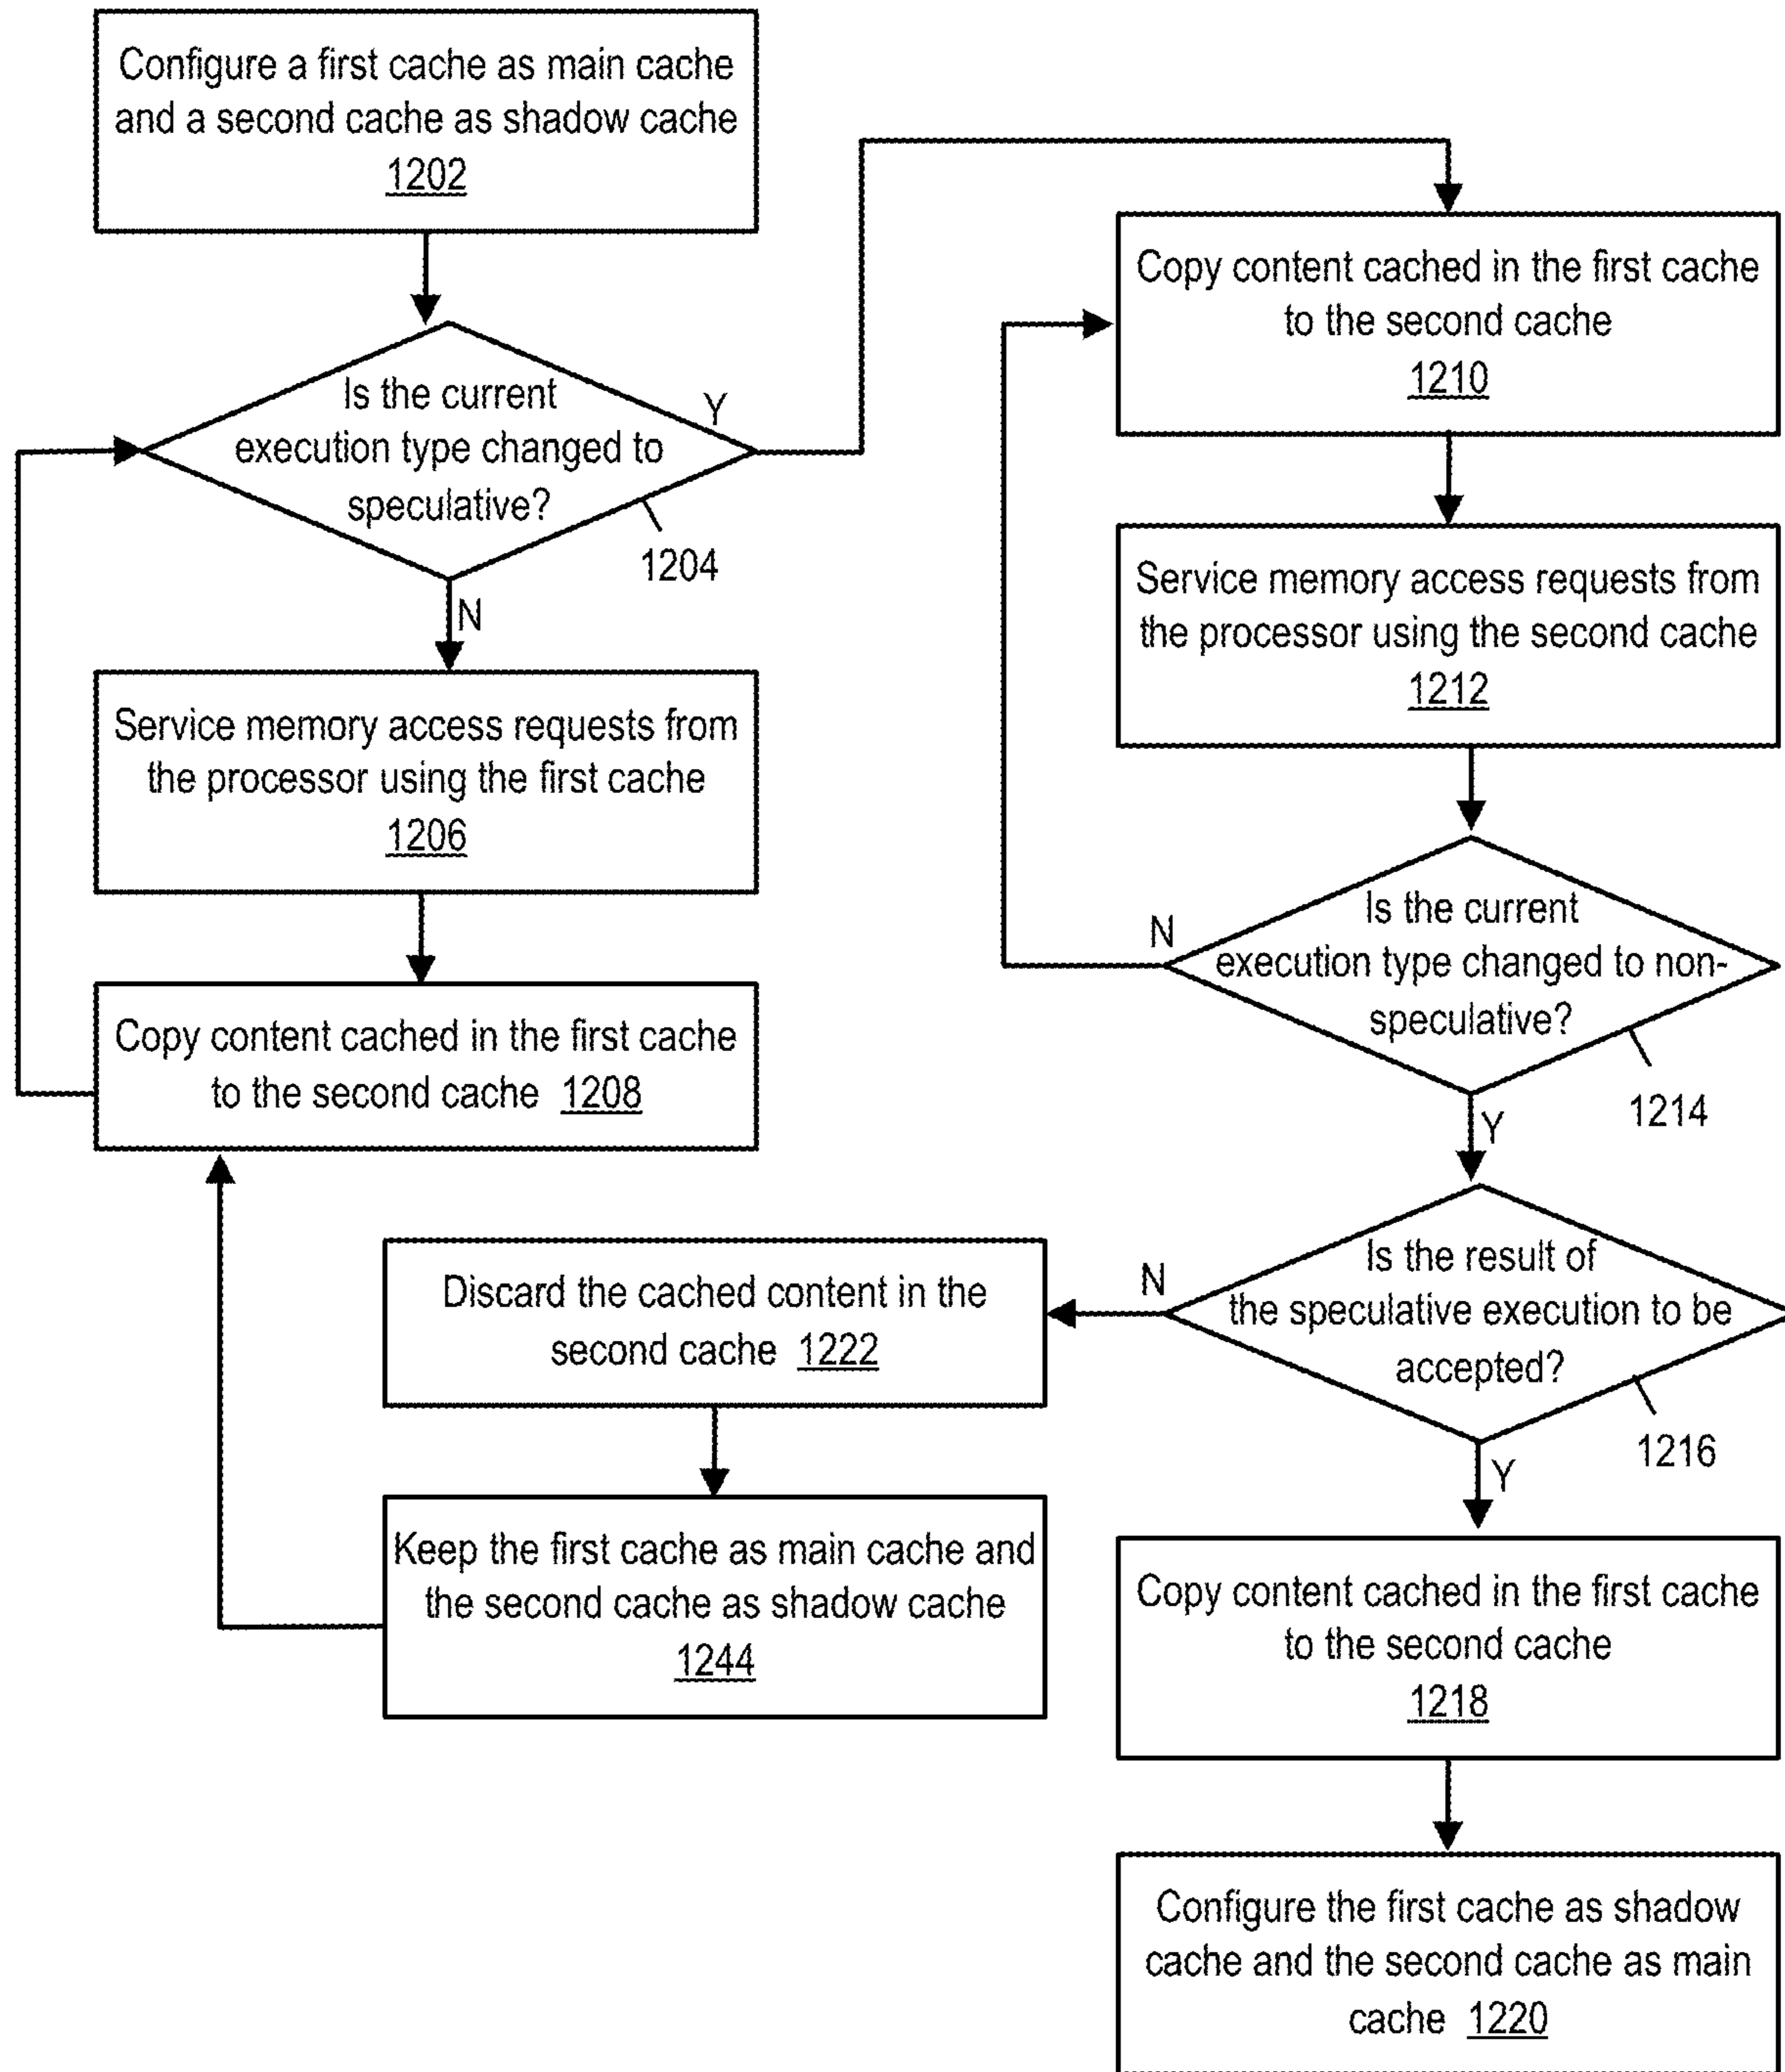 Configure a first cache as main cache
and a second cache as shadow cache
1202
Is the current
execution type changed to
speculative?
Y
1204
N
Service memory access requests from
the processor using the first cache
1206
Copy content cached in the first cache
to the second cache 1208
Copy content cached in the first cache
to the second cache
1210
Service memory access requests from
the processor using the second cache
1212
Is the current
execution type changed to non-
speculative?
N
1214
Y
Is the result of
the speculative execution to be
accepted?
N
1216
Y
Discard the cached content in the
second cache 1222
Keep the first cache as main cache and
the second cache as shadow cache
1244
Copy content cached in the first cache
to the second cache
1218
Configure the first cache as shadow
cache and the second cache as main
cache 1220